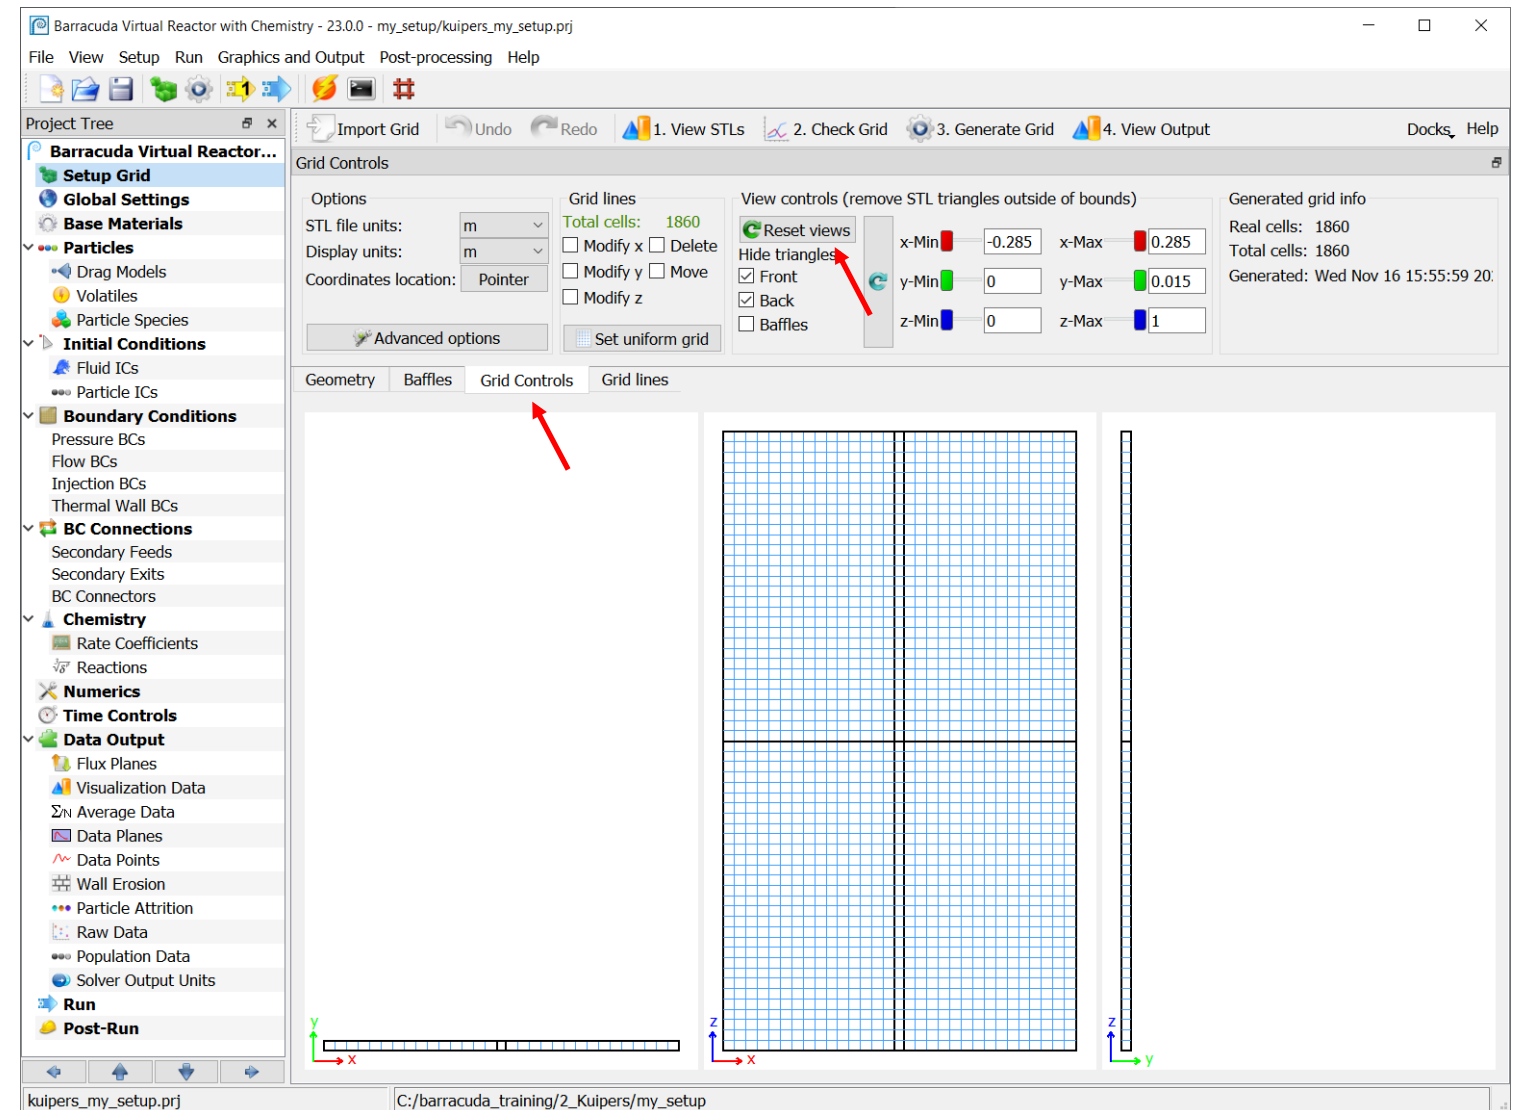 Barracuda Virtual Reactor with Chemistry - 23.0.0 - my_setup/kuipers_my_setup.prj
File View Setup Run Graphics and Output Post-processing Help
1
Project Tree
Barracuda Virtual Reactor...
Setup Grid
Global Settings
Base Materials
Particles
Drag Models
Volatiles
Particle Species
Initial Conditions
Fluid ICs
Particle ICs
Boundary Conditions
Pressure BCs
Flow BCs
Injection BCs
Thermal Wall BCs
BC Connections
Secondary Feeds
Secondary Exits
BC Connectors
Chemistry
Rate Coefficients
Reactions
Numerics
Time Controls
Data Output
Flux Planes
Visualization Data
Σ/N Average Data
Data Planes
Data Points
Wall Erosion
Particle Attrition
Raw Data
Population Data
Solver Output Units
Run
Post-Run
Import Grid Undo Redo 1. View STLs 2. Check Grid 3. Generate Grid 4. View Output Docks Help
Grid Controls
Options
STL file units: m
Display units: m
Coordinates location: Pointer
Advanced options
Grid lines
Total cells: 1860
Modify x Delete
Modify y Move
Modify z
Set uniform grid
View controls (remove STL triangles outside of bounds)
Reset views
Hide triangles
Front
Back
Baffles
x-Min -0.285 x-Max 0.285
y-Min 0 y-Max 0.015
z-Min 0 z-Max 1
Generated grid info
Real cells: 1860
Total cells: 1860
Generated: Wed Nov 16 15:55:59 20
Geometry Baffles Grid Controls Grid lines
y
x
z
x
z
y
kuipers_my_setup.prj
C:/barracuda_training/2_Kuipers/my_setup